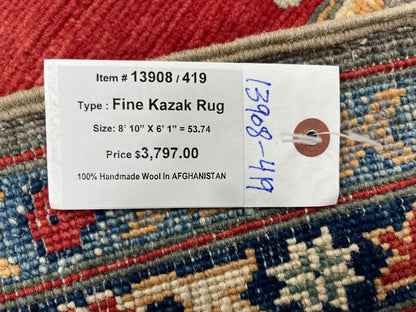 Item # 13908 / 419
Type : Fine Kazak Rug
Size: 8' 10” X 6' 1” = 53.74
Price $3,797.00
100% Handmade Wool In AFGHANISTAN
13908-419